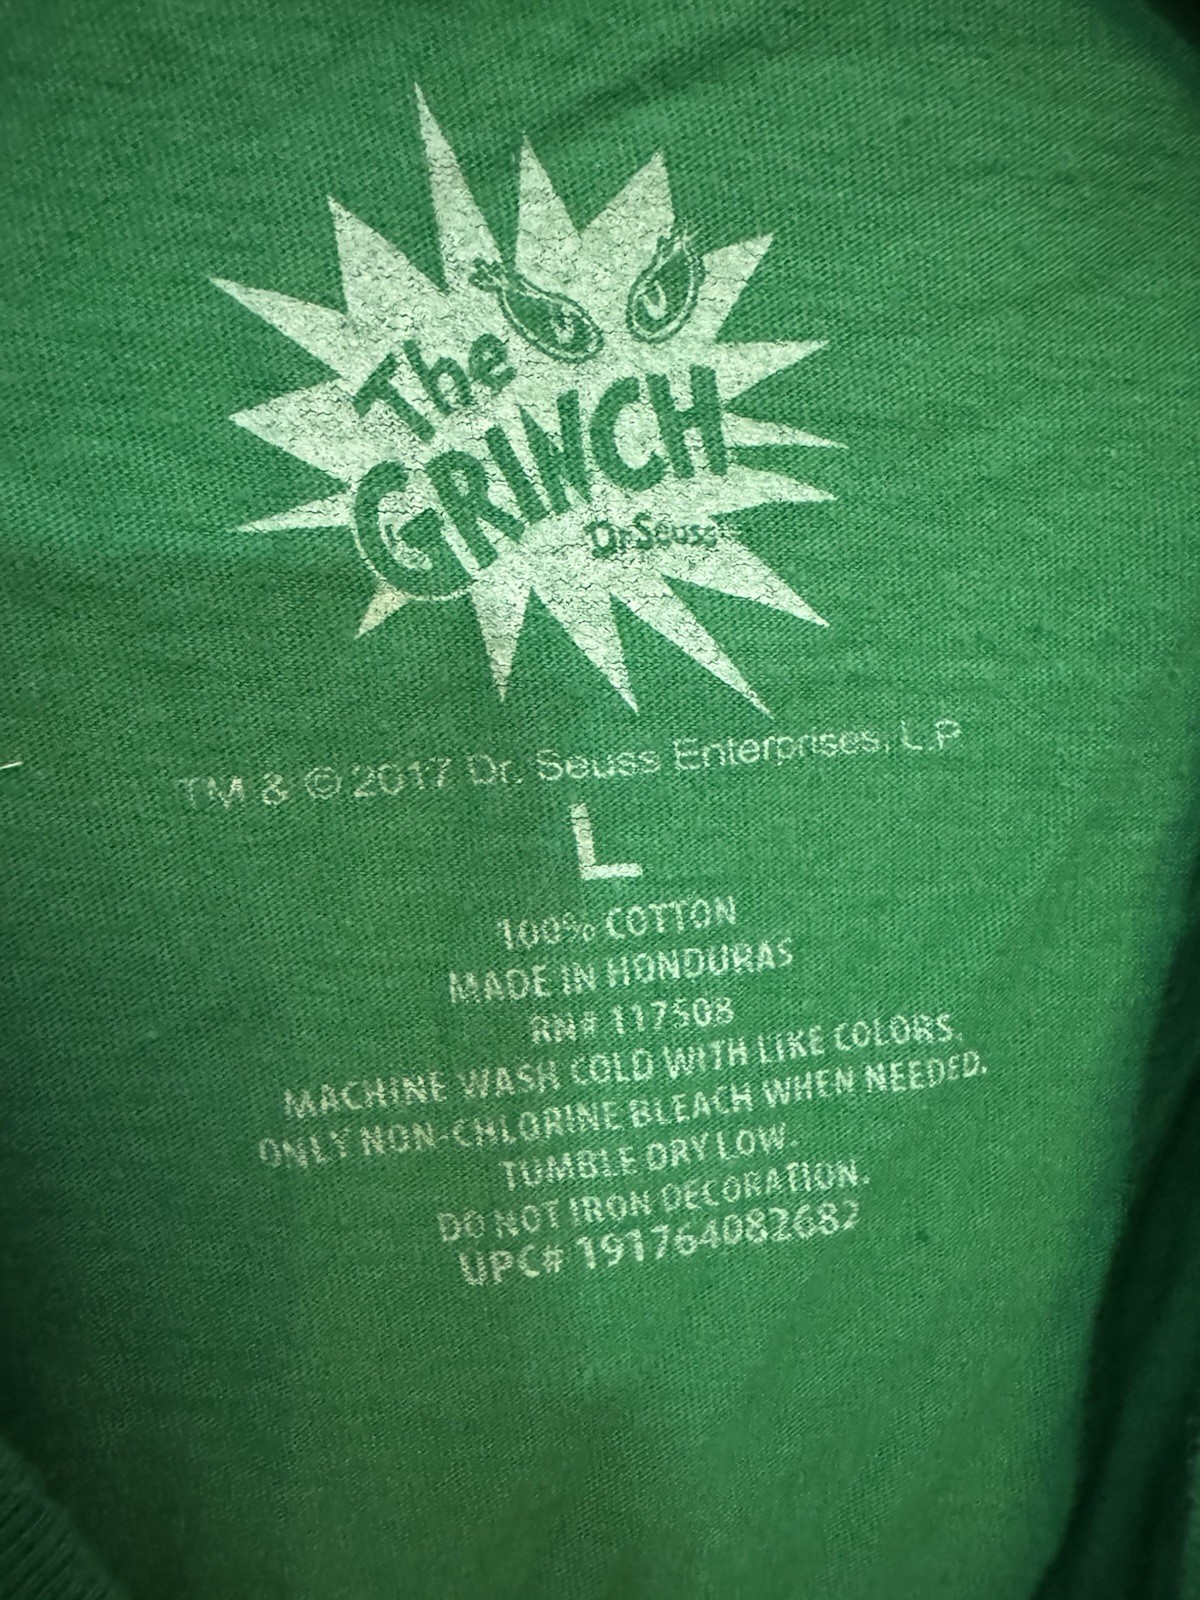 The
GRINCH
Dr. Seuss
TM & © 2017 Dr. Seuss Enterprises, L.P
L
100% COTTON
MADE IN HONDURAS
RN# 117508
MACHINE WASH COLD WITH LIKE COLORS.
ONLY NON-CHLORINE BLEACH WHEN NEEDED.
TUMBLE DRY LOW.
DO NOT IRON DECORATION.
UPC# 191764082682